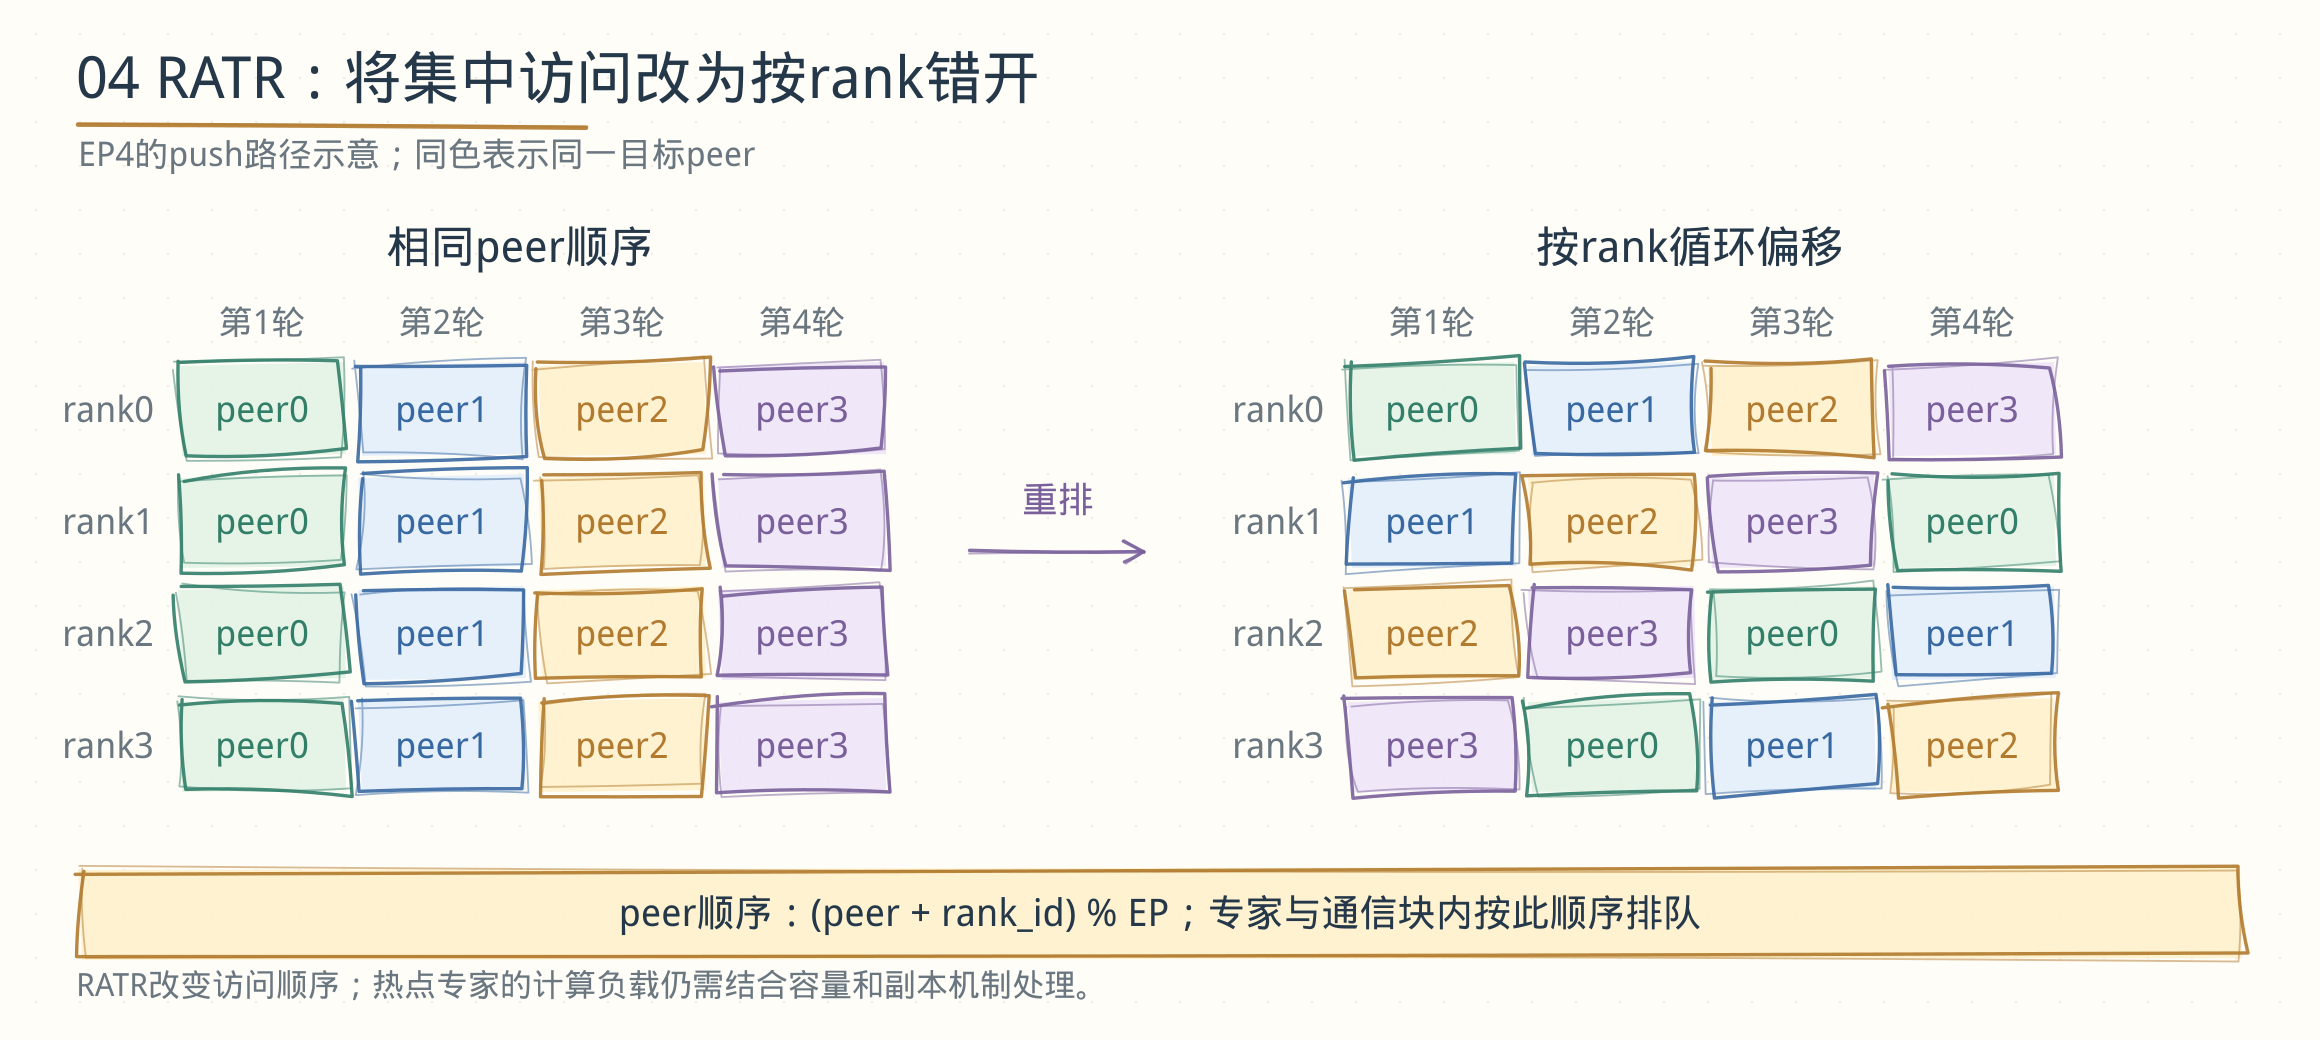 04 RATR：将集中访问改为按rank错开
EP4的push路径示意；同色表示同一目标peer
相同peer顺序
第1轮 第2轮 第3轮 第4轮
rank0 peer0 peer1 peer2 peer3
rank1 peer0 peer1 peer2 peer3
rank2 peer0 peer1 peer2 peer3
rank3 peer0 peer1 peer2 peer3
重排
按rank循环偏移
第1轮 第2轮 第3轮 第4轮
rank0 peer0 peer1 peer2 peer3
rank1 peer1 peer2 peer3 peer0
rank2 peer2 peer3 peer0 peer1
rank3 peer3 peer0 peer1 peer2
peer顺序：(peer + rank_id) % EP；专家与通信块内按此顺序排队
RATR改变访问顺序；热点专家的计算负载仍需结合容量和副本机制处理。